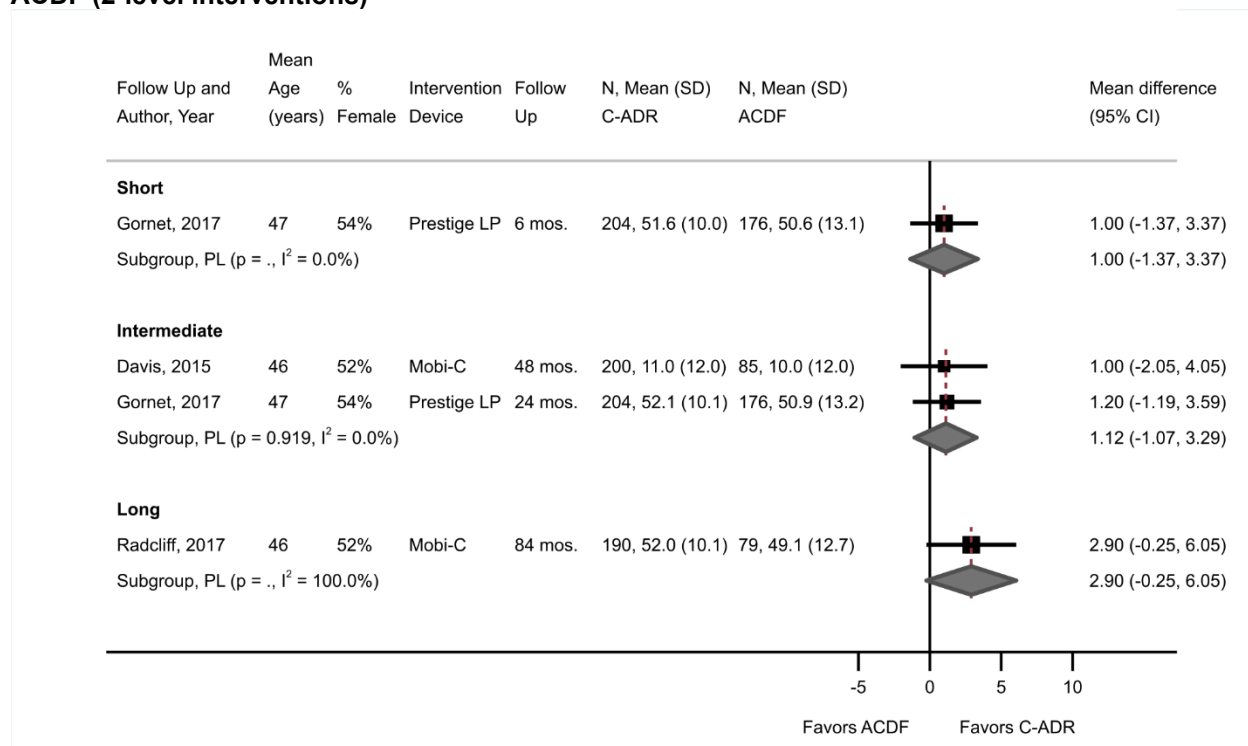 ACDF (2-level interventions)
Mean
Follow Up and Age % Intervention Follow N, Mean (SD) N, Mean (SD) Mean difference
Author, Year (years) Female Device Up C-ADR ACDF (95% CI)
Short
Gornet, 2017 47 54% Prestige LP 6 mos. 204, 51.6 (10.0) 176, 50.6 (13.1) 1.00 (-1.37, 3.37)
Subgroup, PL (p = ., I² = 0.0%) 1.00 (-1.37, 3.37)
Intermediate
Davis, 2015 46 52% Mobi-C 48 mos. 200, 11.0 (12.0) 85, 10.0 (12.0) 1.00 (-2.05, 4.05)
Gornet, 2017 47 54% Prestige LP 24 mos. 204, 52.1 (10.1) 176, 50.9 (13.2) 1.20 (-1.19, 3.59)
Subgroup, PL (p = 0.919, I² = 0.0%) 1.12 (-1.07, 3.29)
Long
Radcliff, 2017 46 52% Mobi-C 84 mos. 190, 52.0 (10.1) 79, 49.1 (12.7) 2.90 (-0.25, 6.05)
Subgroup, PL (p = ., I² = 100.0%) 2.90 (-0.25, 6.05)
-5 0 5 10
Favors ACDF Favors C-ADR